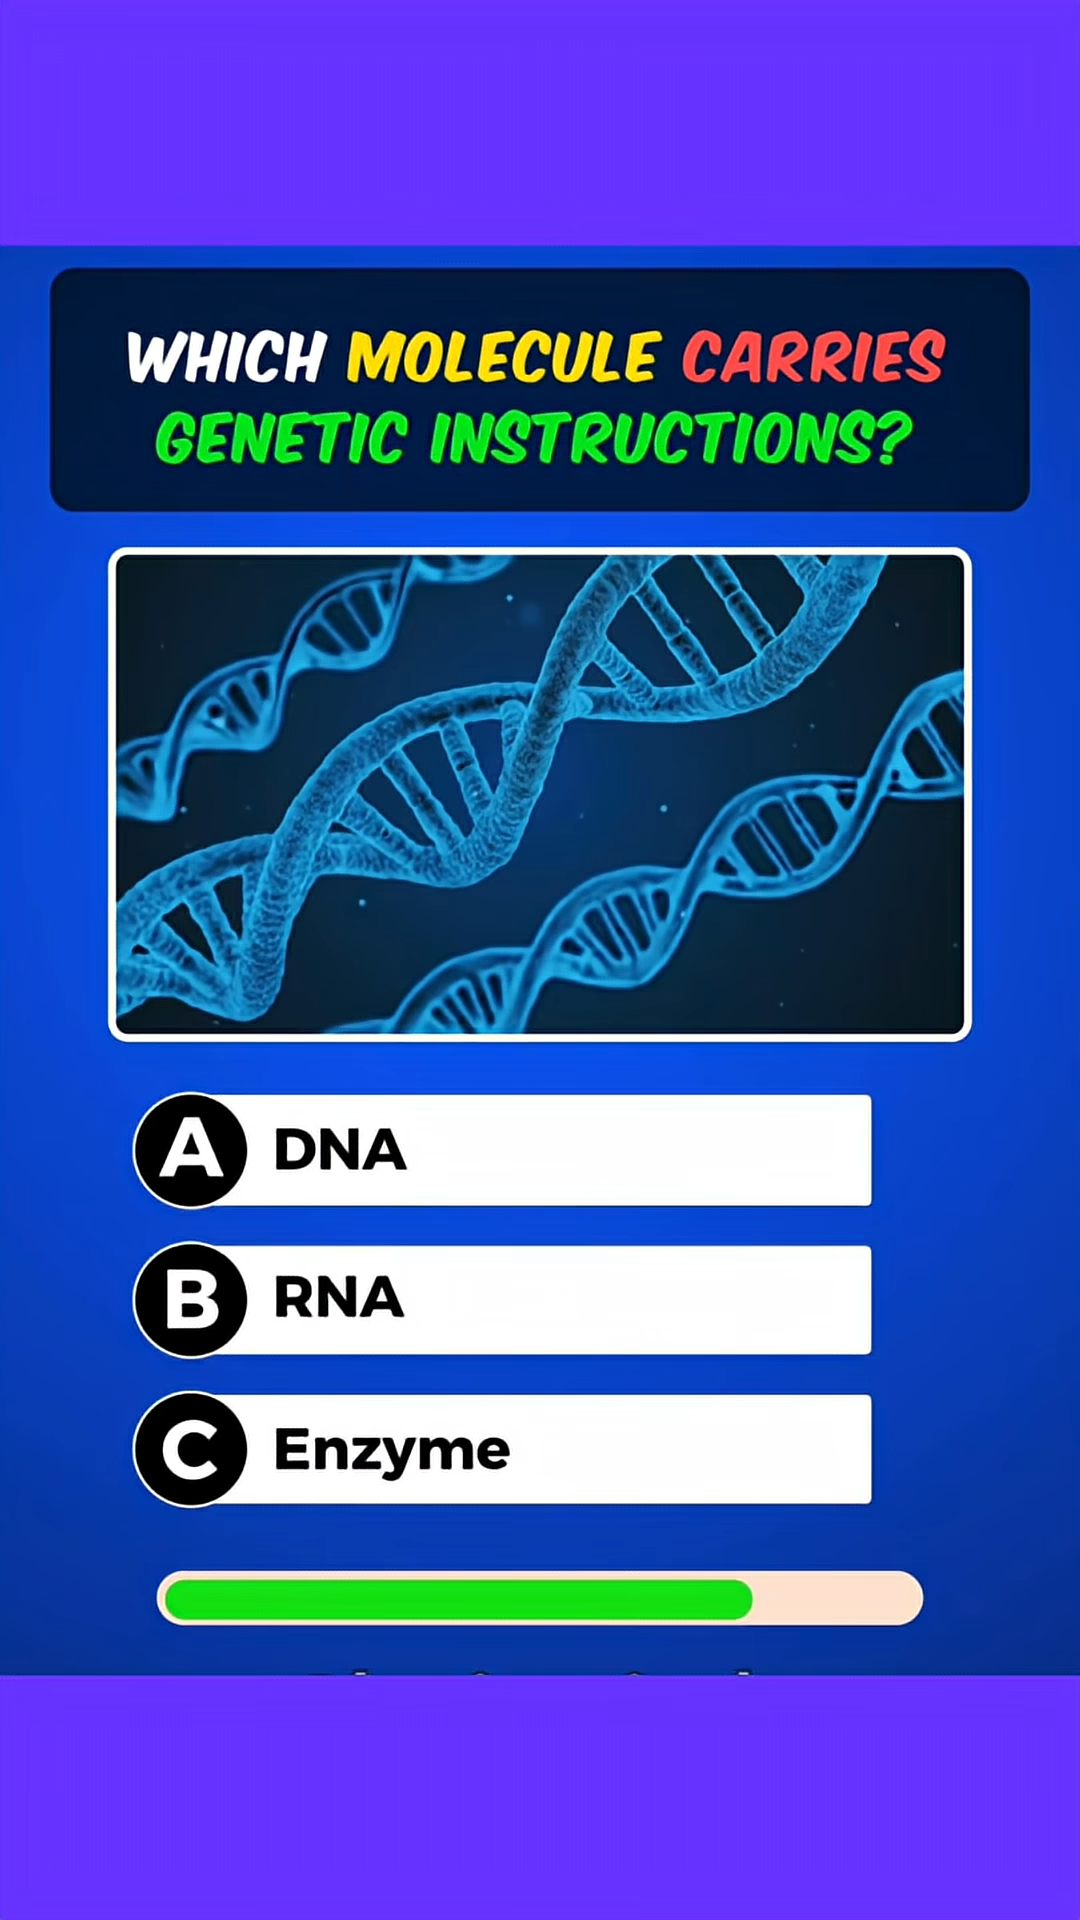 WHICH MOLECULE CARRIES
GENETIC INSTRUCTIONS?
A DNA
B RNA
C Enzyme